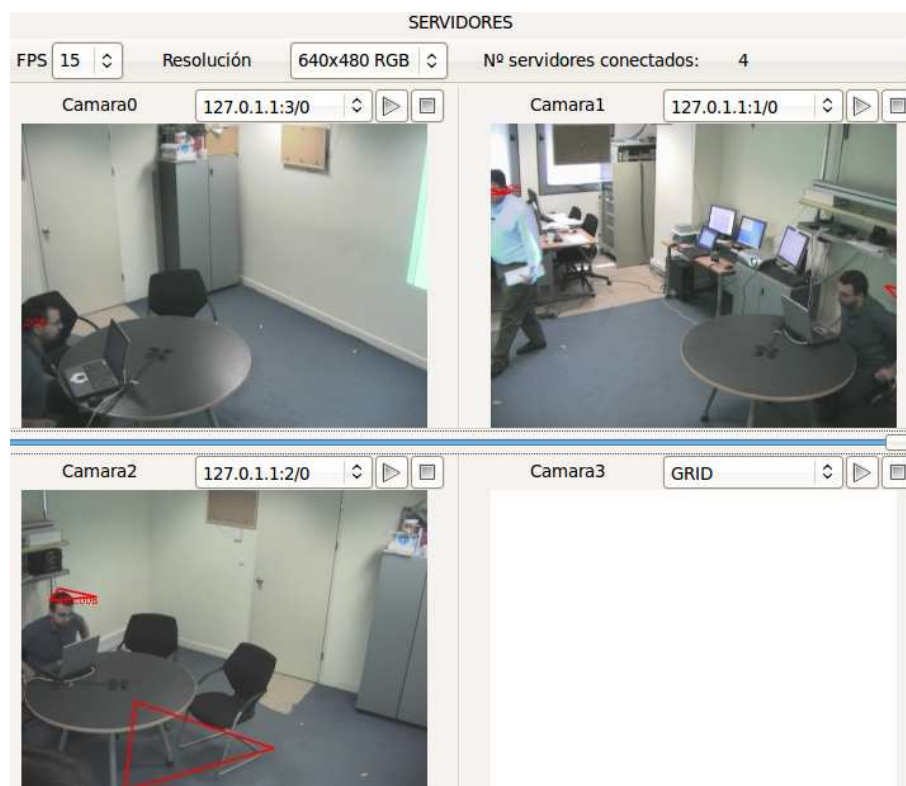 SERVIDORES
FPS 15 Resolución 640x480 RGB Nº servidores conectados: 4
Camara0 127.0.1.1:3/0
Camara1 127.0.1.1:1/0
Camara2 127.0.1.1:2/0
Camara3 GRID